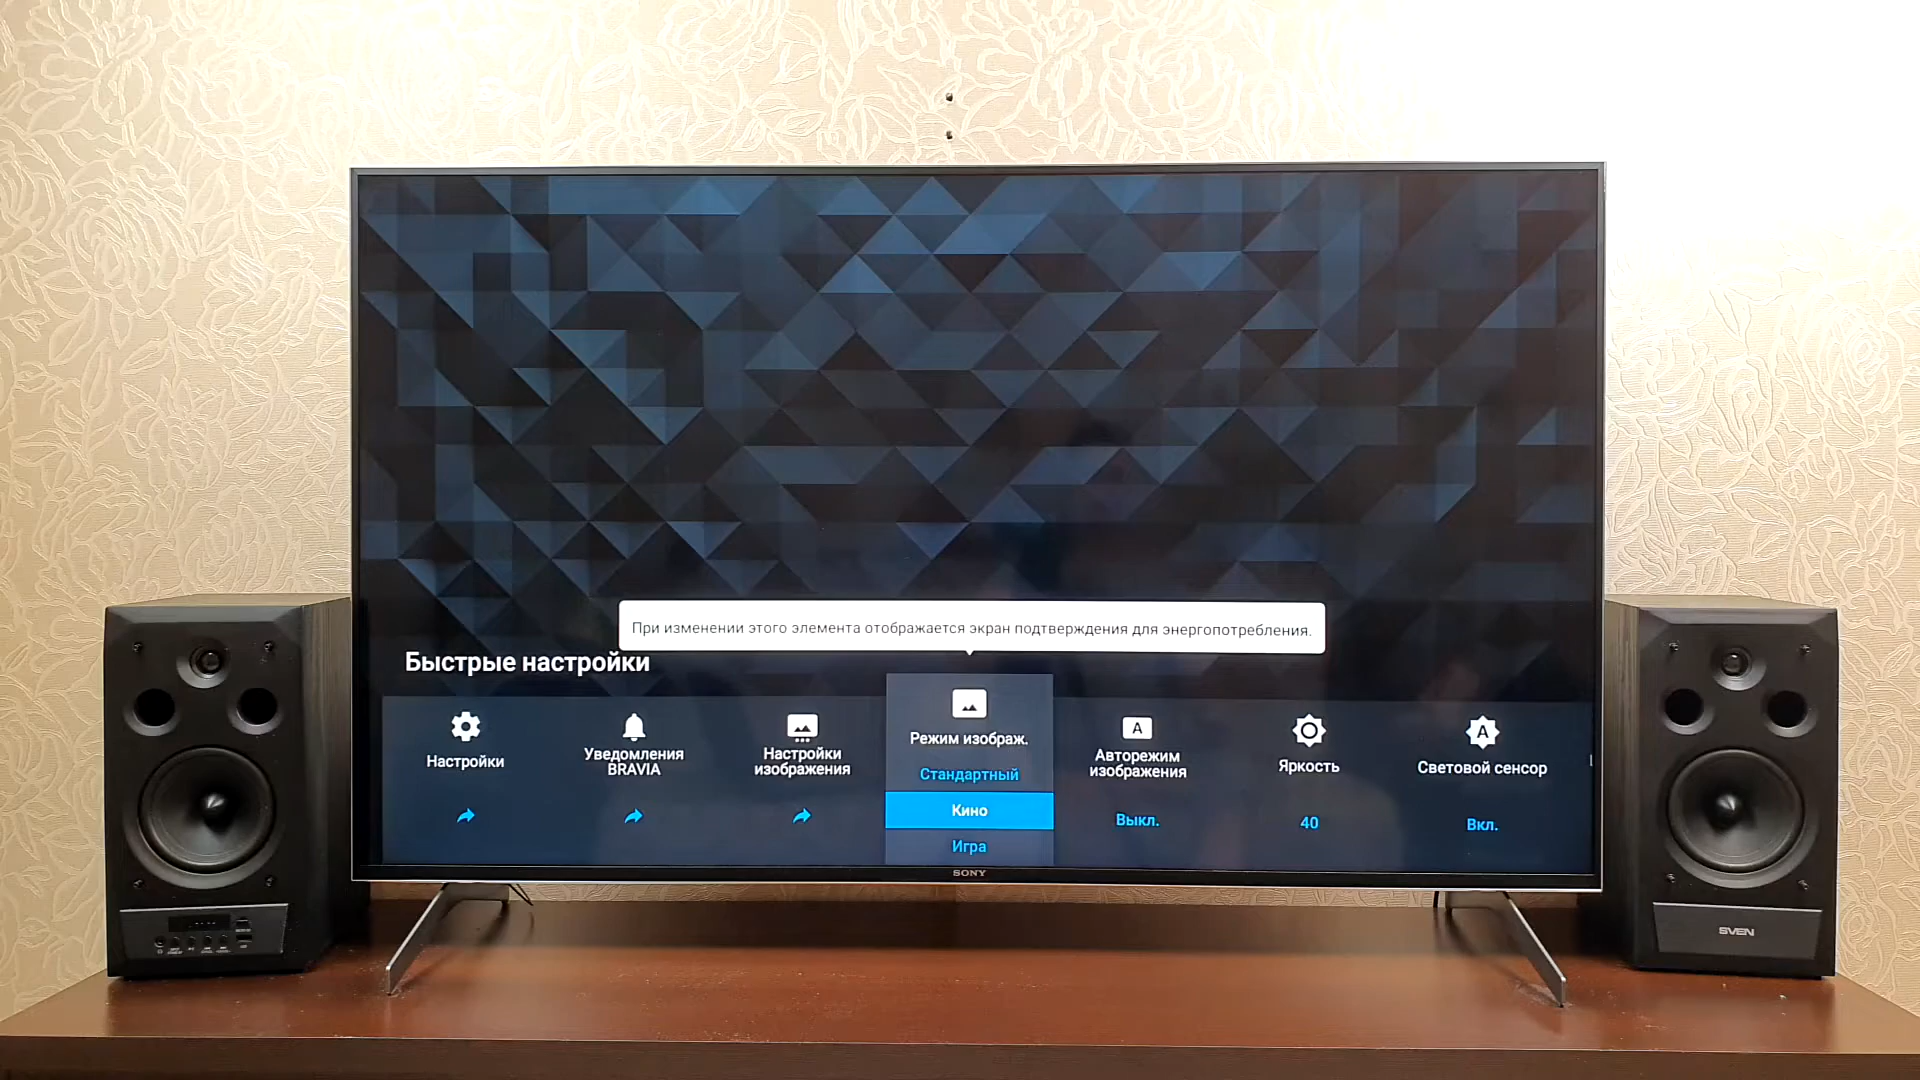 При изменении этого элемента отображается экран подтверждения для энергопотребления.
Быстрые настройки
Настройки
Уведомления
BRAVIA
Настройки
изображения
Режим изображ.
Стандартный
Кино
Игра
A
Авторежим
изображения
Выкл.
Яркость
40
A
Световой сенсор
Вкл.
SONY
SVEN